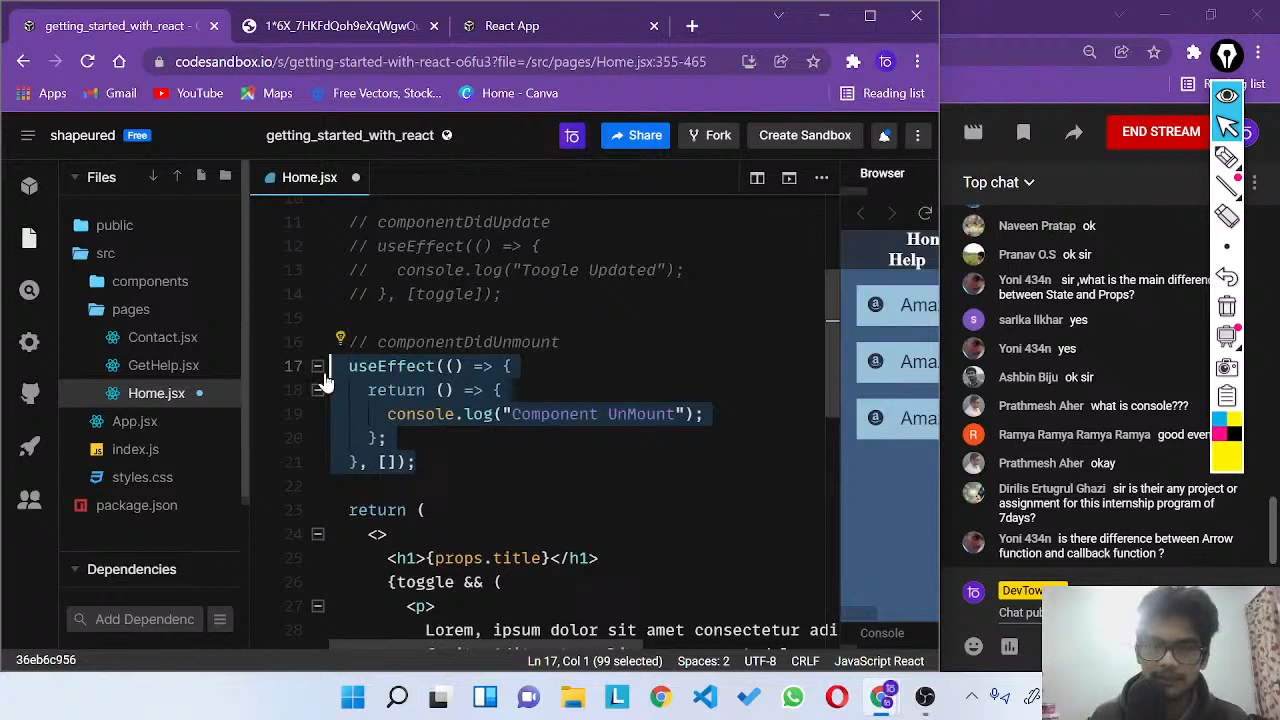 getting_started_with_react - o
1*6X_7HKfDQoh9eXqWgwQ
React App
codesandbox.io/s/getting-started-with-react-o6fu3?file=/src/pages/Home.jsx:355-465
Apps
Gmail
YouTube
Maps
Free Vectors, Stock...
Home - Canva
Reading list
Reading list
shapeured
Free
getting_started_with_react
Share
Fork
Create Sandbox
END STREAM
Files
Home.jsx
Browser
Top chat
public
src
components
pages
Contact.jsx
GetHelp.jsx
Home.jsx
App.jsx
index.js
styles.css
package.json
Dependencies
Add Dependenc
10
11 // componentDidUpdate
12 // useEffect(() => {
13 //   console.log("Toogle Updated");
14 // }, [toggle]);
15
16 // componentDidUnmount
17 useEffect(() => {
18 return () => {
19 console.log("Component UnMount");
20 };
21 }, []);
22
23 return (
24 <>
25 <h1>{props.title}</h1>
26 {toggle && (
27 <p>
28 Lorem, ipsum dolor sit amet consectetur adi
Hom
Help
Ama
Ama
Ama
Console
Naveen Pratap ok
Pranav O.S ok sir
Yoni 434n sir ,what is the main differenc
between State and Props?
sarika likhar yes
Yoni 434n yes
Ashbin Biju ok sir
Prathmesh Aher what is console???
Ramya Ramya Ramya Ramya good ever
Prathmesh Aher okay
Dirilis Ertugrul Ghazi sir is their any project or
assignment for this internship program of
7days?
Yoni 434n is there difference between Arrow
function and callback function ?
DevTow
Chat pub
36eb6c956
Ln 17, Col 1 (99 selected)
Spaces: 2
UTF-8
CRLF
JavaScript React